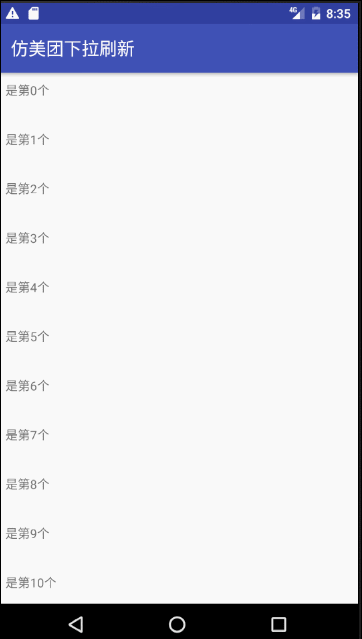 4G 8:35
仿美团下拉刷新
是第0个
是第1个
是第2个
是第3个
是第4个
是第5个
是第6个
是第7个
是第8个
是第9个
是第10个